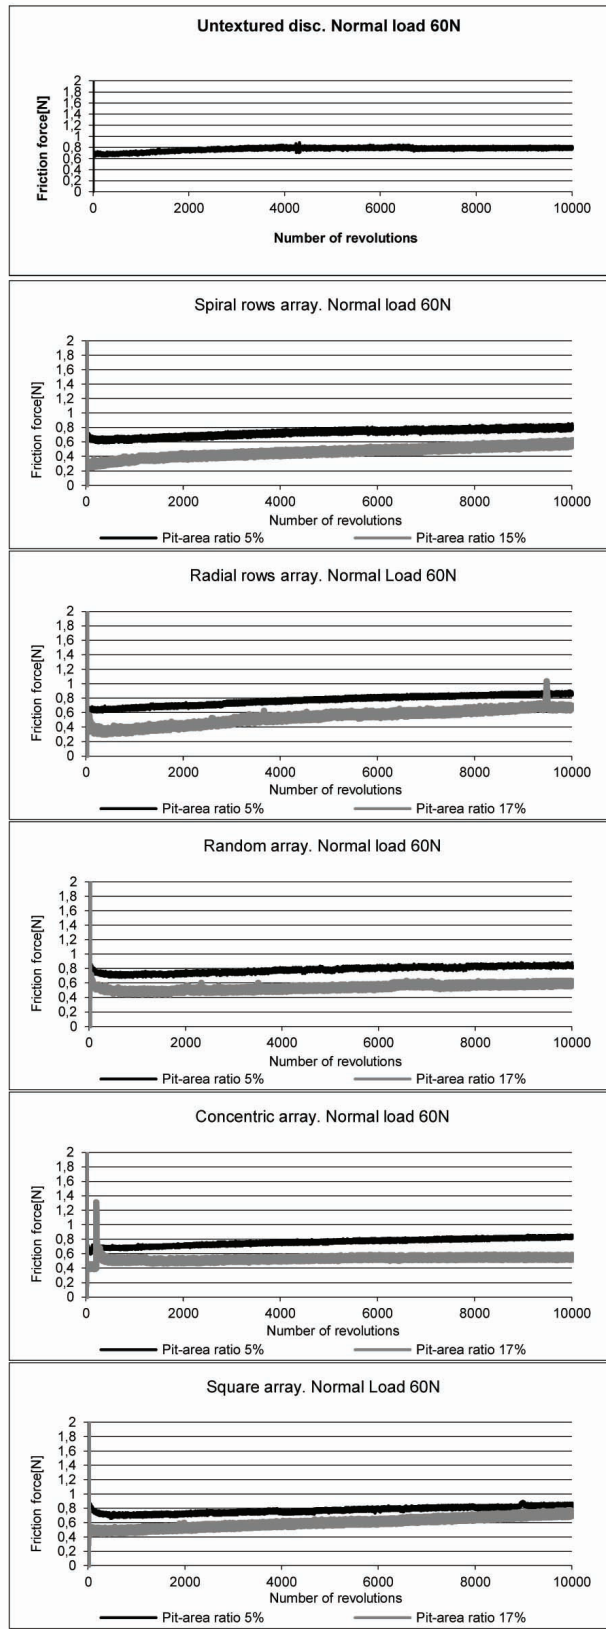 Untextured disc. Normal load 60N
Friction force[N]
2
1,8
1,6
1,4
1,2
1
0,8
0,6
0,4
0,2
0
0 2000 4000 6000 8000 10000
Number of revolutions
Spiral rows array. Normal load 60N
Friction force[N]
2
1,8
1,6
1,4
1,2
1
0,8
0,6
0,4
0,2
0
0 2000 4000 6000 8000 10000
Number of revolutions
Pit-area ratio 5% Pit-area ratio 15%
Radial rows array. Normal Load 60N
Friction force[N]
2
1,8
1,6
1,4
1,2
1
0,8
0,6
0,4
0,2
0
0 2000 4000 6000 8000 10000
Number of revolutions
Pit-area ratio 5% Pit-area ratio 17%
Random array. Normal load 60N
Friction force[N]
2
1,8
1,6
1,4
1,2
1
0,8
0,6
0,4
0,2
0
0 2000 4000 6000 8000 10000
Number of revolutions
Pit-area ratio 5% Pit-area ratio 17%
Concentric array. Normal load 60N
Friction force[N]
2
1,8
1,6
1,4
1,2
1
0,8
0,6
0,4
0,2
0
0 2000 4000 6000 8000 10000
Number of revolutions
Pit-area ratio 5% Pit-area ratio 17%
Square array. Normal Load 60N
Friction force[N]
2
1,8
1,6
1,4
1,2
1
0,8
0,6
0,4
0,2
0
0 2000 4000 6000 8000 10000
Number of revolutions
Pit-area ratio 5% Pit-area ratio 17%